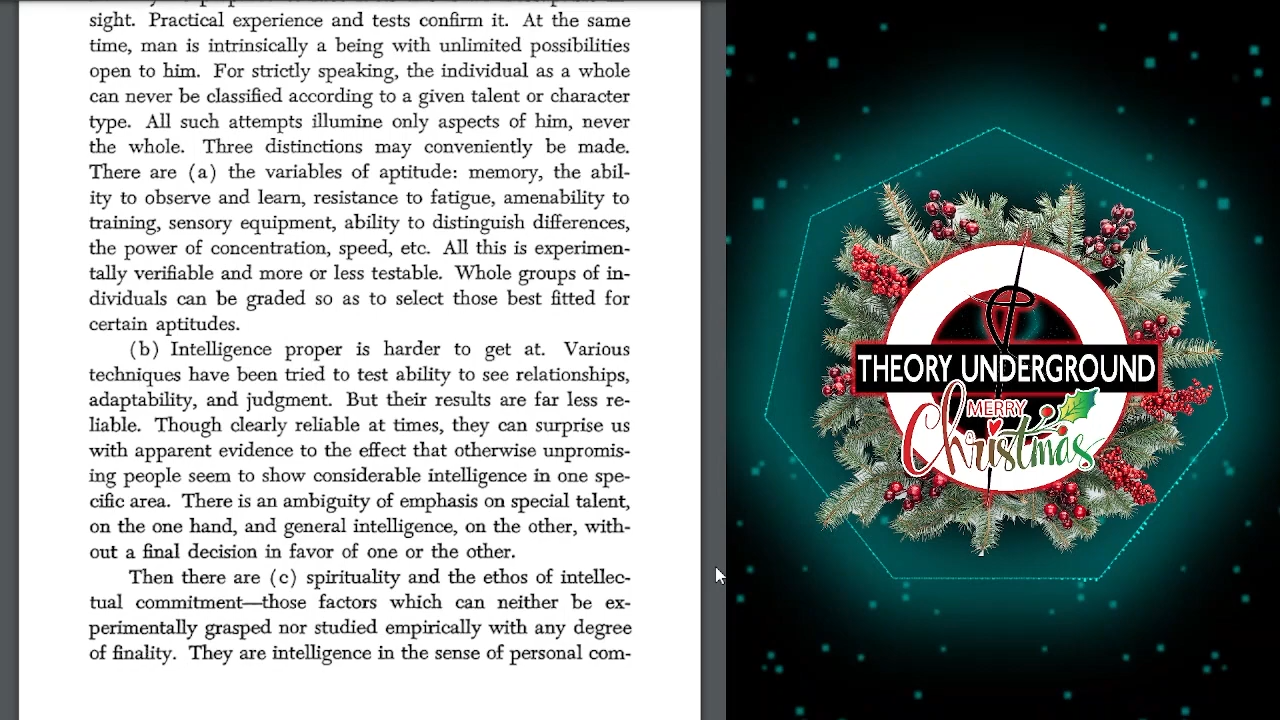 sight. Practical experience and tests confirm it. At the same
time, man is intrinsically a being with unlimited possibilities
open to him. For strictly speaking, the individual as a whole
can never be classified according to a given talent or character
type. All such attempts illumine only aspects of him, never
the whole. Three distinctions may conveniently be made.
There are (a) the variables of aptitude: memory, the abil-
ity to observe and learn, resistance to fatigue, amenability to
training, sensory equipment, ability to distinguish differences,
the power of concentration, speed, etc. All this is experimen-
tally verifiable and more or less testable. Whole groups of in-
dividuals can be graded so as to select those best fitted for
certain aptitudes.
(b) Intelligence proper is harder to get at. Various
techniques have been tried to test ability to see relationships,
adaptability, and judgment. But their results are far less re-
liable. Though clearly reliable at times, they can surprise us
with apparent evidence to the effect that otherwise unpromis-
ing people seem to show considerable intelligence in one spe-
cific area. There is an ambiguity of emphasis on special talent,
on the one hand, and general intelligence, on the other, with-
out a final decision in favor of one or the other.
Then there are (c) spirituality and the ethos of intellec-
tual commitment—those factors which can neither be ex-
perimentally grasped nor studied empirically with any degree
of finality. They are intelligence in the sense of personal com-
THEORY UNDERGROUND
MERRY
Christmas